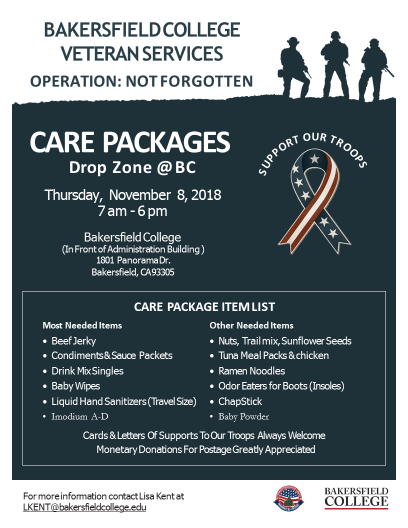 BAKERSFIELD COLLEGE
VETERAN SERVICES
OPERATION: NOT FORGOTTEN
CARE PACKAGES
Drop Zone @ BC
SUPPORT OUR TROOPS
Thursday, November 8, 2018
7 am - 6 pm
Bakersfield College
(In Front of Administration Building )
1801 Panorama Dr.
Bakersfield, CA 93305
CARE PACKAGE ITEM LIST
Most Needed Items
• Beef Jerky
• Condiments & Sauce Packets
• Drink Mix Singles
• Baby Wipes
• Liquid Hand Sanitizers (Travel Size)
• Imodium A-D
Other Needed Items
• Nuts, Trail mix, Sunflower Seeds
• Tuna Meal Packs & chicken
• Ramen Noodles
• Odor Eaters for Boots (Insoles)
• ChapStick
• Baby Powder
Cards & Letters Of Supports To Our Troops Always Welcome
Monetary Donations For Postage Greatly Appreciated
For more information contact Lisa Kent at
LKENT@bakersfieldcollege.edu
BAKERSFIELD
COLLEGE